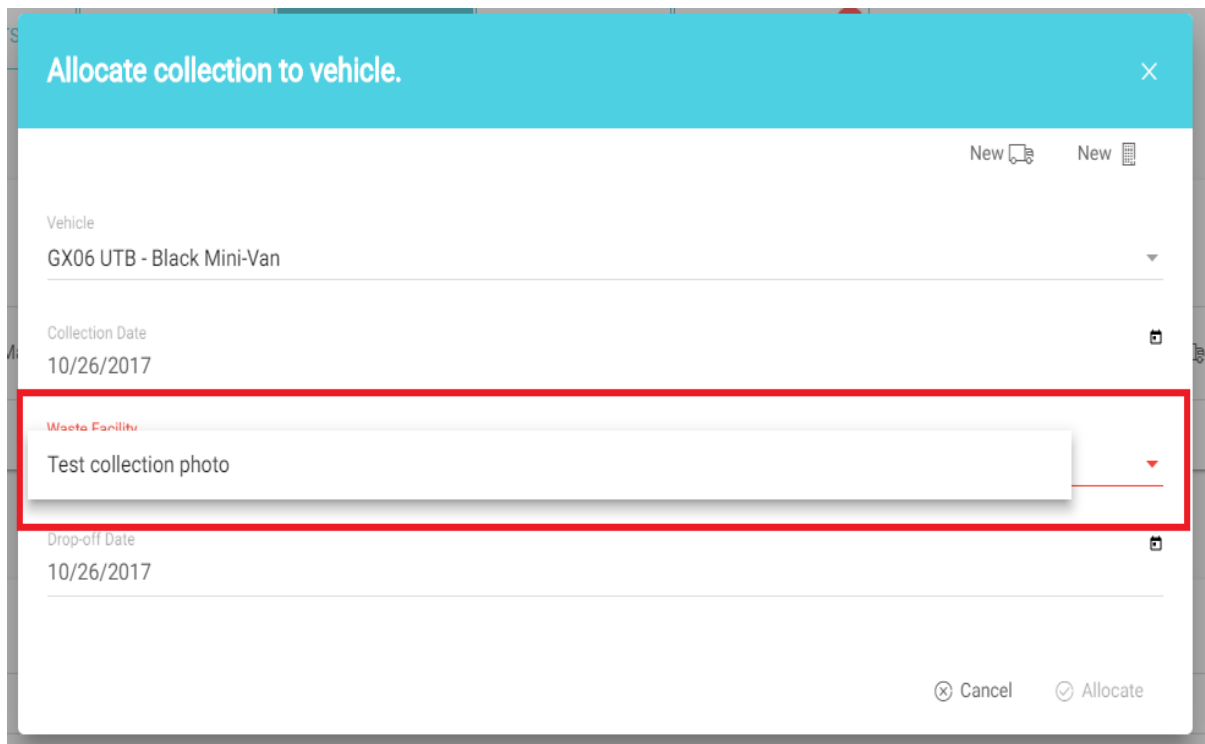 Allocate collection to vehicle.
New New
Vehicle
GX06 UTB - Black Mini-Van
Collection Date
10/26/2017
Waste Facility
Test collection photo
Drop-off Date
10/26/2017
Cancel Allocate